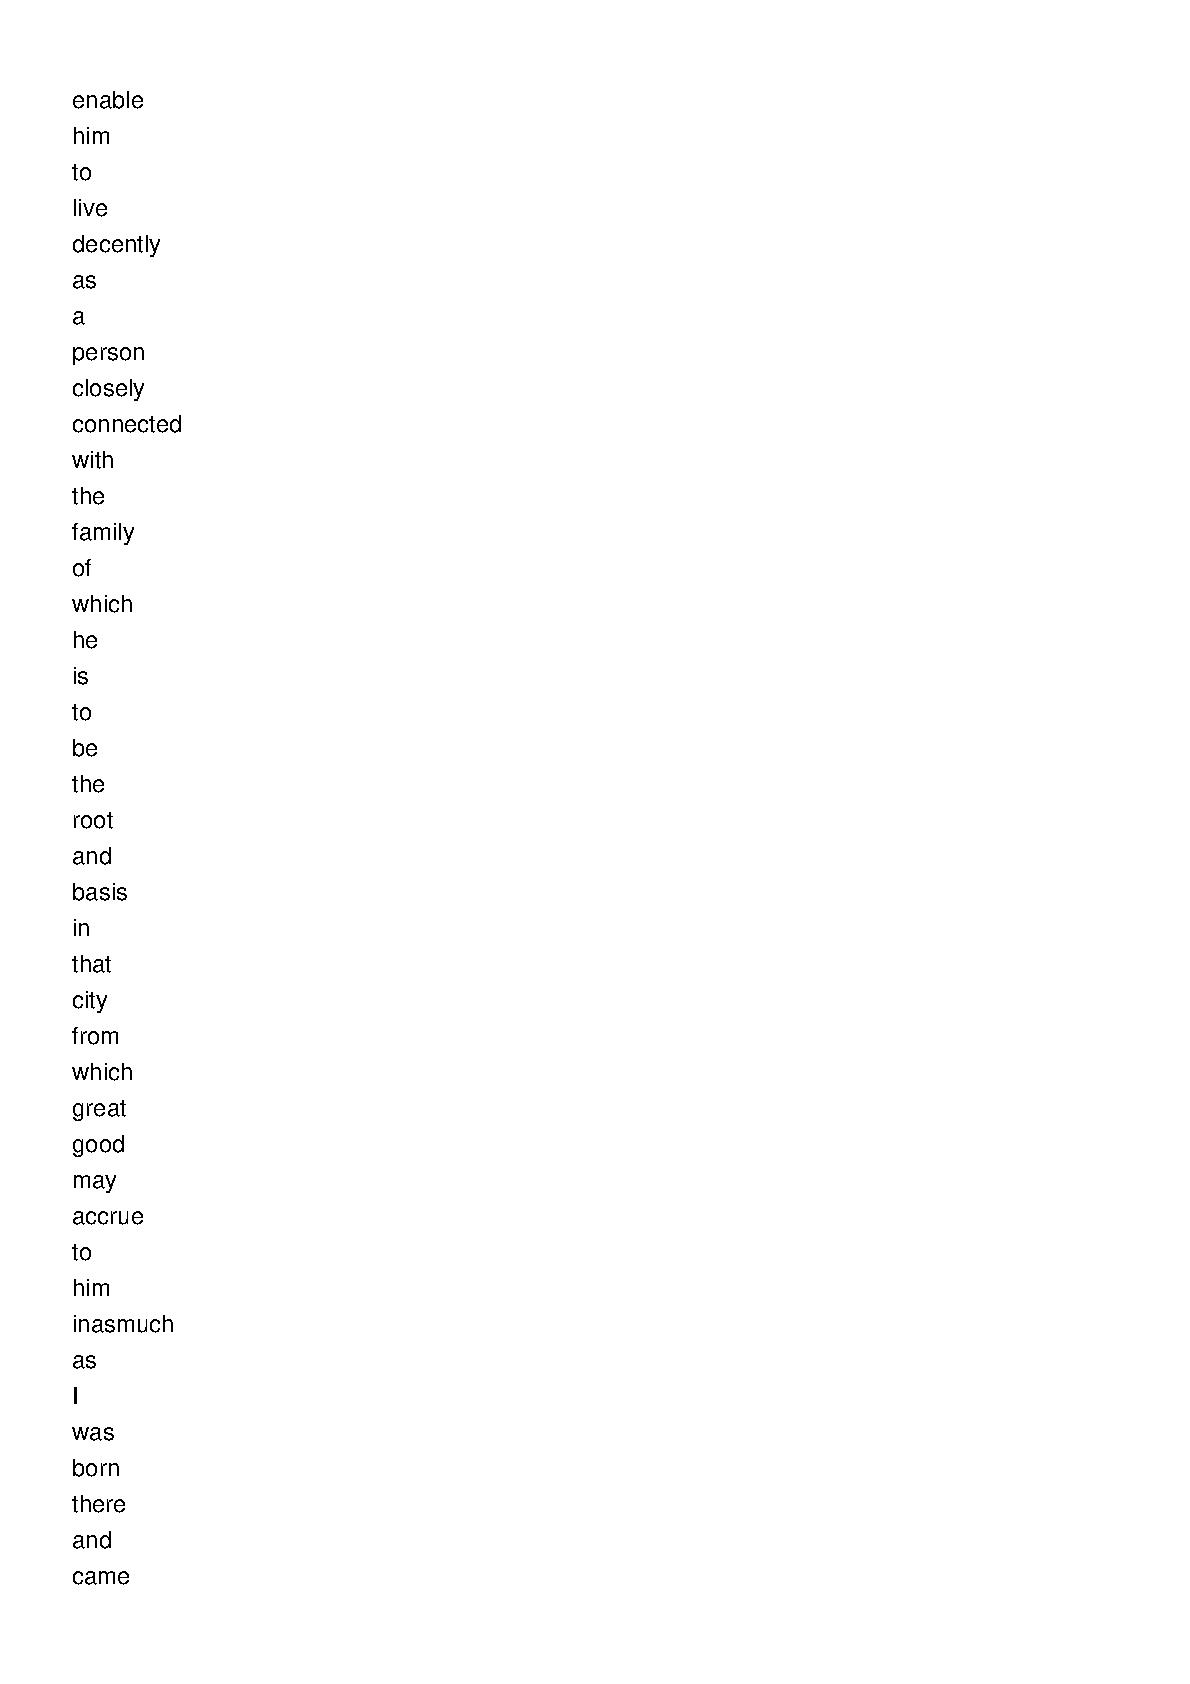 enable
him
to
live
decently
as
a
person
closely
connected
with
the
family
of
which
he
is
to
be
the
root
and
basis
in
that
city
from
which
great
good
may
accrue
to
him
inasmuch
as
I
was
born
there
and
came